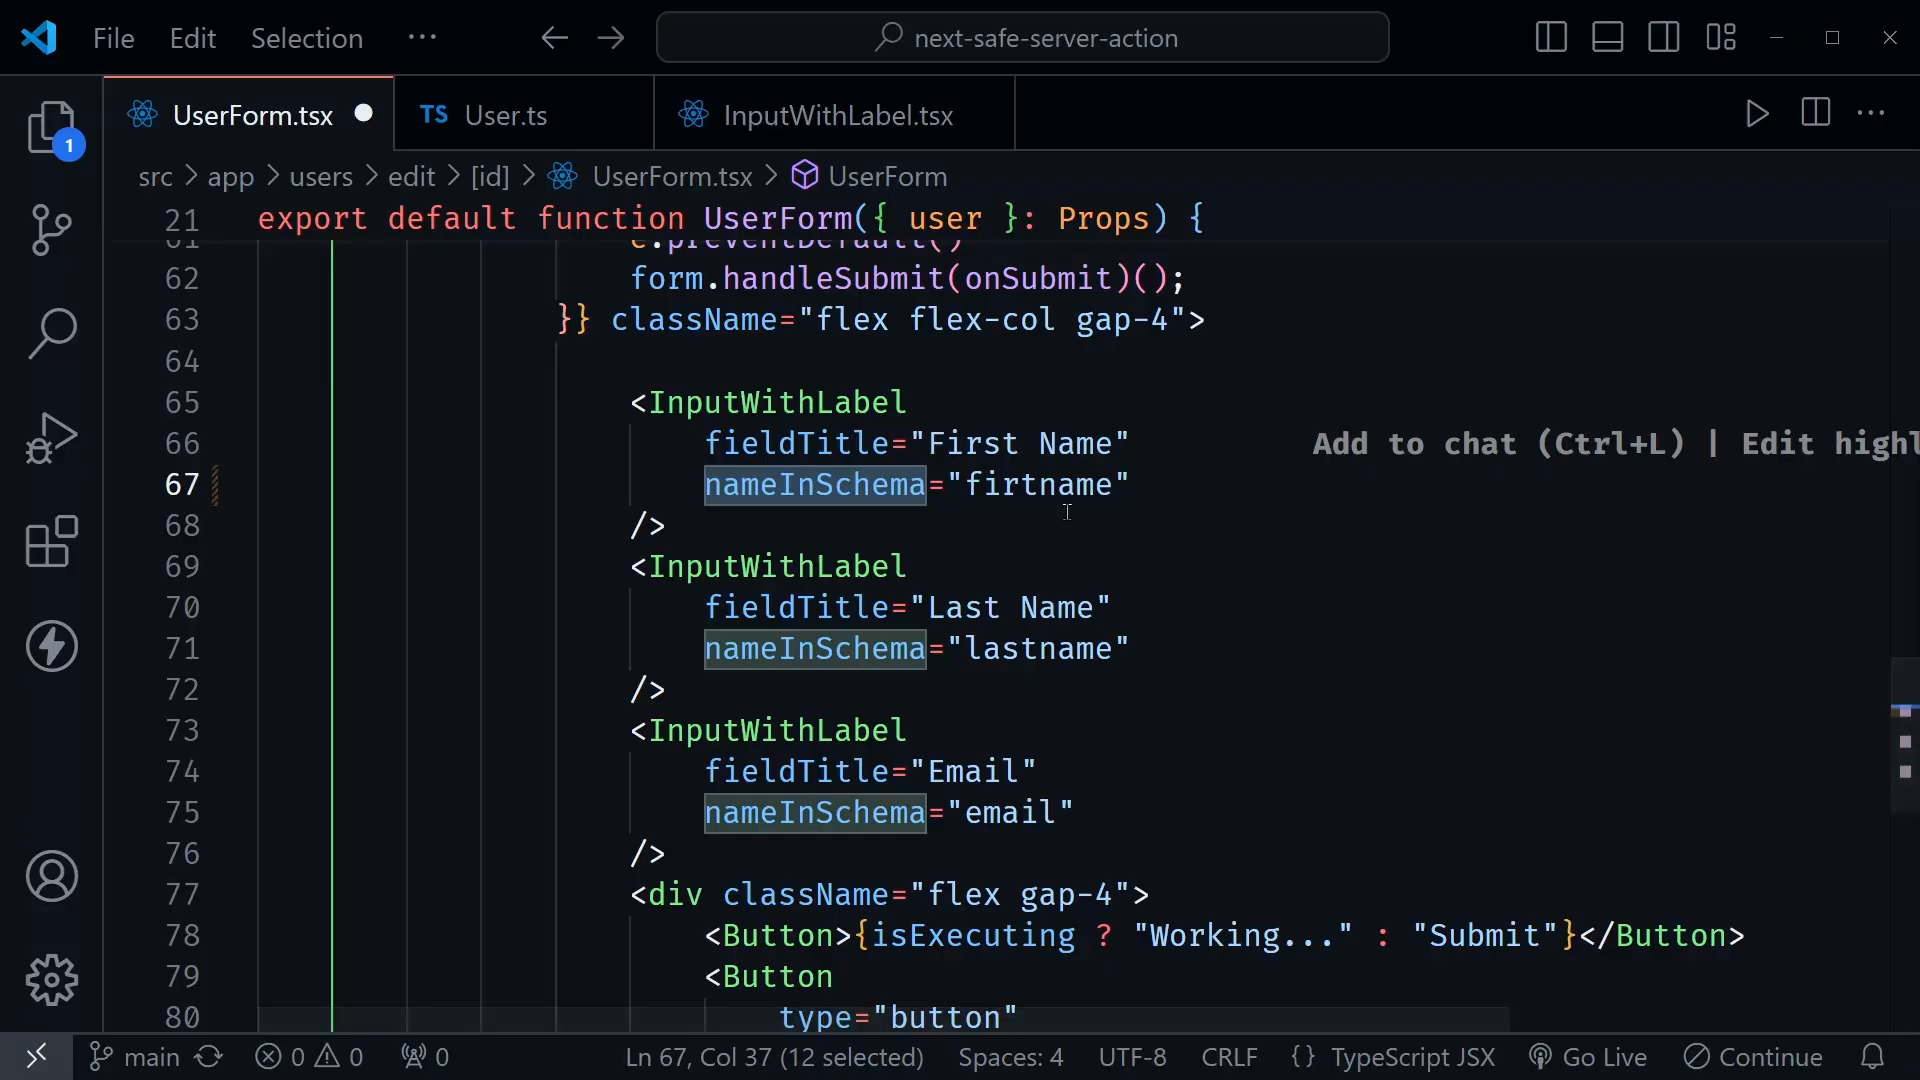 File Edit Selection ··· next-safe-server-action
UserForm.tsx TS User.ts InputWithLabel.tsx
1
src > app > users > edit > [id] > UserForm.tsx > UserForm
21 export default function UserForm({ user }: Props) {
61 e.preventDefault()
62 form.handleSubmit(onSubmit)();
63 }} className="flex flex-col gap-4">
64
65 <InputWithLabel
66 fieldTitle="First Name" Add to chat (Ctrl+L) | Edit highl
67 nameInSchema="firtname"
68 />
69 <InputWithLabel
70 fieldTitle="Last Name"
71 nameInSchema="lastname"
72 />
73 <InputWithLabel
74 fieldTitle="Email"
75 nameInSchema="email"
76 />
77 <div className="flex gap-4">
78 <Button>{isExecuting ? "Working..." : "Submit"}</Button>
79 <Button
80 type="button"
main 0 0 0 Ln 67, Col 37 (12 selected) Spaces: 4 UTF-8 CRLF {} TypeScript JSX Go Live Continue